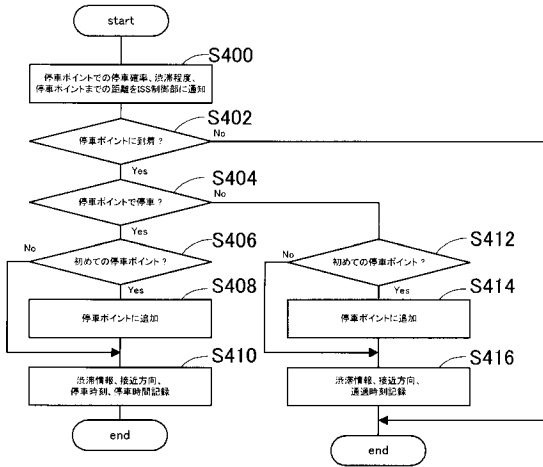 start
S400
停車ポイントでの停車確率、渋滞程度、
停車ポイントまでの距離をISS制御部に通知
S402
停車ポイントに到着？
No
Yes
S404
停車ポイントで停車？
No
Yes
S406
初めての停車ポイント？
No
Yes
S408
停車ポイントに追加
S410
渋滞情報、接近方向、
停車時刻、停車時間記録
end
S412
初めての停車ポイント？
No
Yes
S414
停車ポイントに追加
S416
渋滞情報、接近方向、
通過時刻記録
end